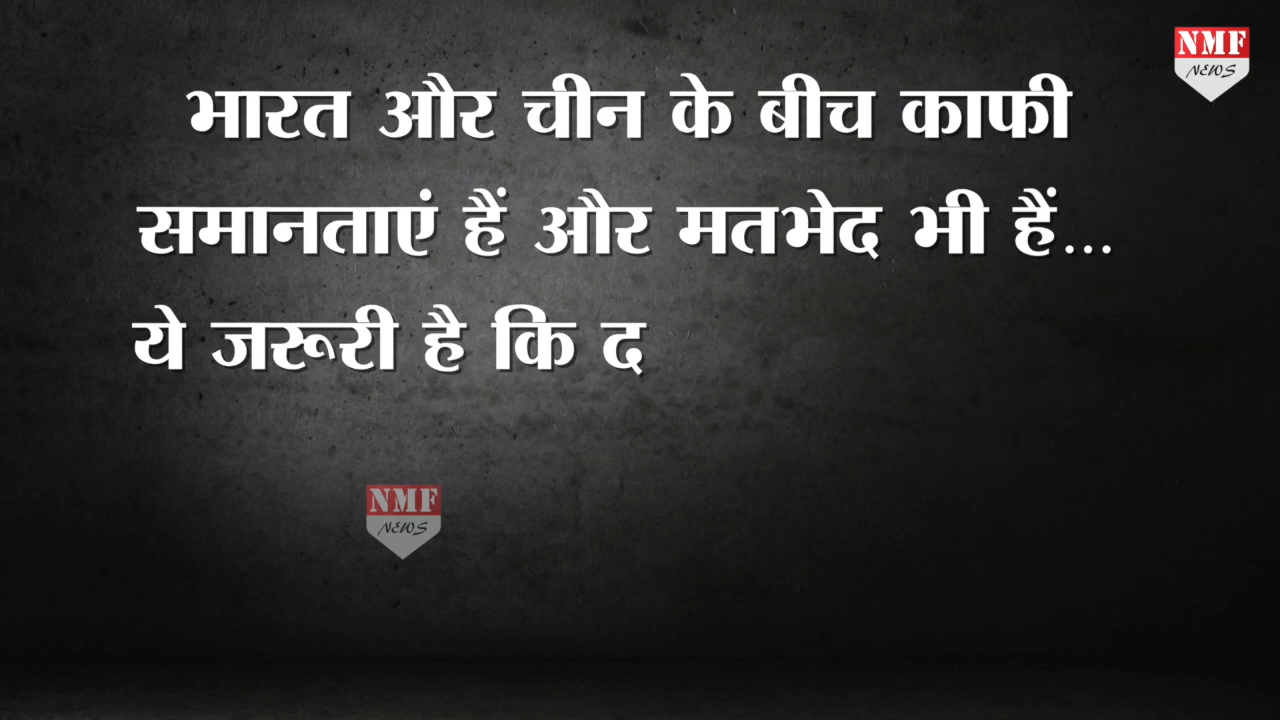 NMF
NEWS
भारत और चीन के बीच काफी
समानताएं हैं और मतभेद भी हैं...
ये जरूरी है कि द
NMF
NEWS